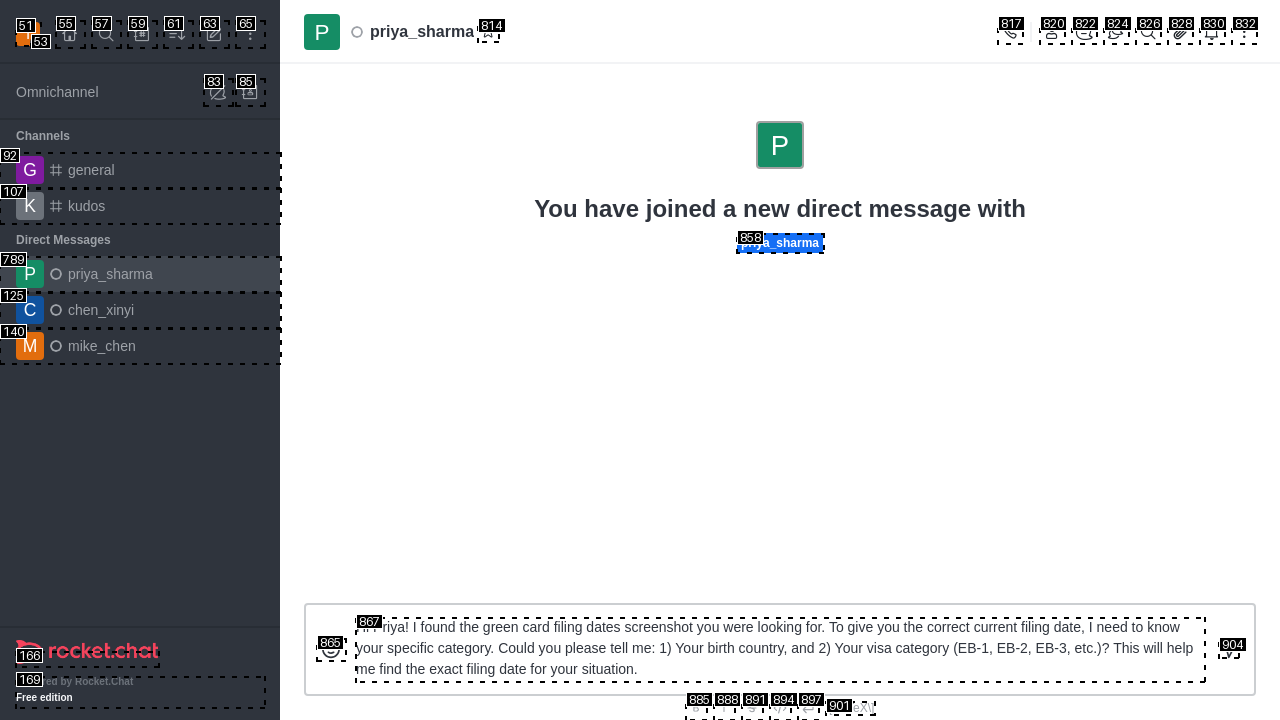 51
53
55
57
59
61
63
65
P
priya_sharma
814
817
820
822
824
826
828
830
832
Omnichannel
83
85
Channels
92
G
general
107
K
kudos
Direct Messages
789
P
priya_sharma
125
C
chen_xinyi
140
M
mike_chen
P
You have joined a new direct message with
858
priya_sharma
865
867
Hi Priya! I found the green card filing dates screenshot you were looking for. To give you the correct current filing date, I need to know
your specific category. Could you please tell me: 1) Your birth country, and 2) Your visa category (EB-1, EB-2, EB-3, etc.)? This will help
me find the exact filing date for your situation.
904
885
888
891
894
897
901
rocket.chat
166
169
ed by Rocket.Chat
Free edition